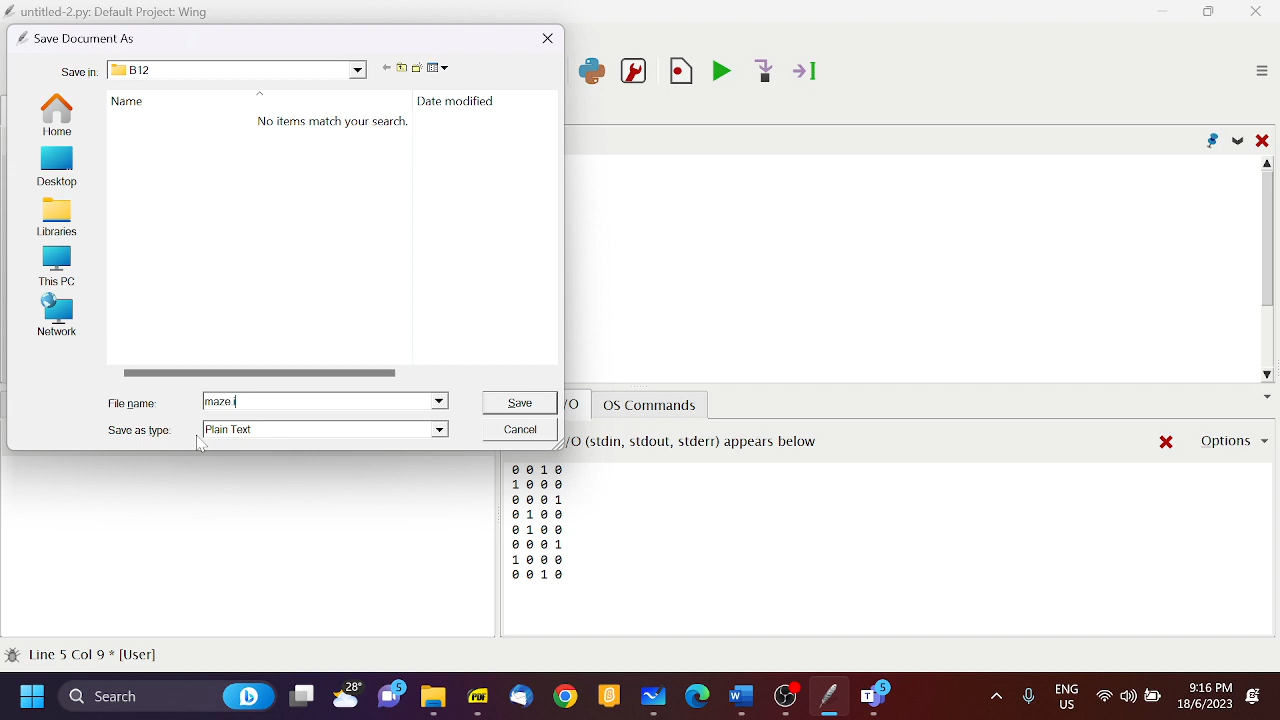 untitled-2.py: Default Project: Wing
Save Document As
Save in:
B12
Name
Date modified
No items match your search.
Home
Desktop
Libraries
This PC
Network
File name:
maze i
Save
Save as type:
Plain Text
Cancel
/O
OS Commands
/O (stdin, stdout, stderr) appears below
Options
0 0 1 0
1 0 0 0
0 0 0 1
0 1 0 0
0 1 0 0
0 0 0 1
1 0 0 0
0 0 1 0
Line 5 Col 9 * [User]
Search
28°
5
PDF
5
ENG
US
9:16 PM
18/6/2023